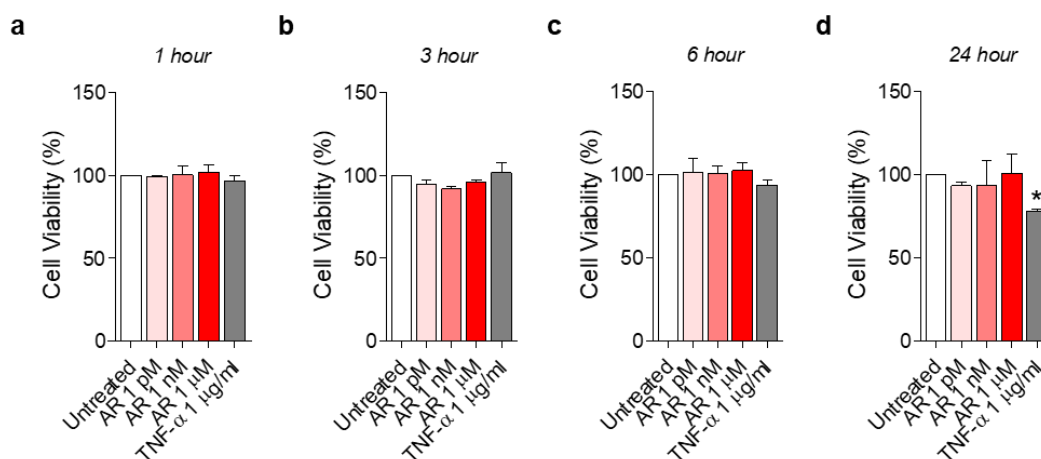 a
1 hour
Cell Viability (%)
150
100
50
0
Untreated
AR 1 pM
AR 1 nM
AR 1 μM
TNF-α 1 μg/ml
b
3 hour
Cell Viability (%)
150
100
50
0
Untreated
AR 1 pM
AR 1 nM
AR 1 μM
TNF-α 1 μg/ml
c
6 hour
Cell Viability (%)
150
100
50
0
Untreated
AR 1 pM
AR 1 nM
AR 1 μM
TNF-α 1 μg/ml
d
24 hour
Cell Viability (%)
150
100
50
0
*
Untreated
AR 1 pM
AR 1 nM
AR 1 μM
TNF-α 1 μg/ml